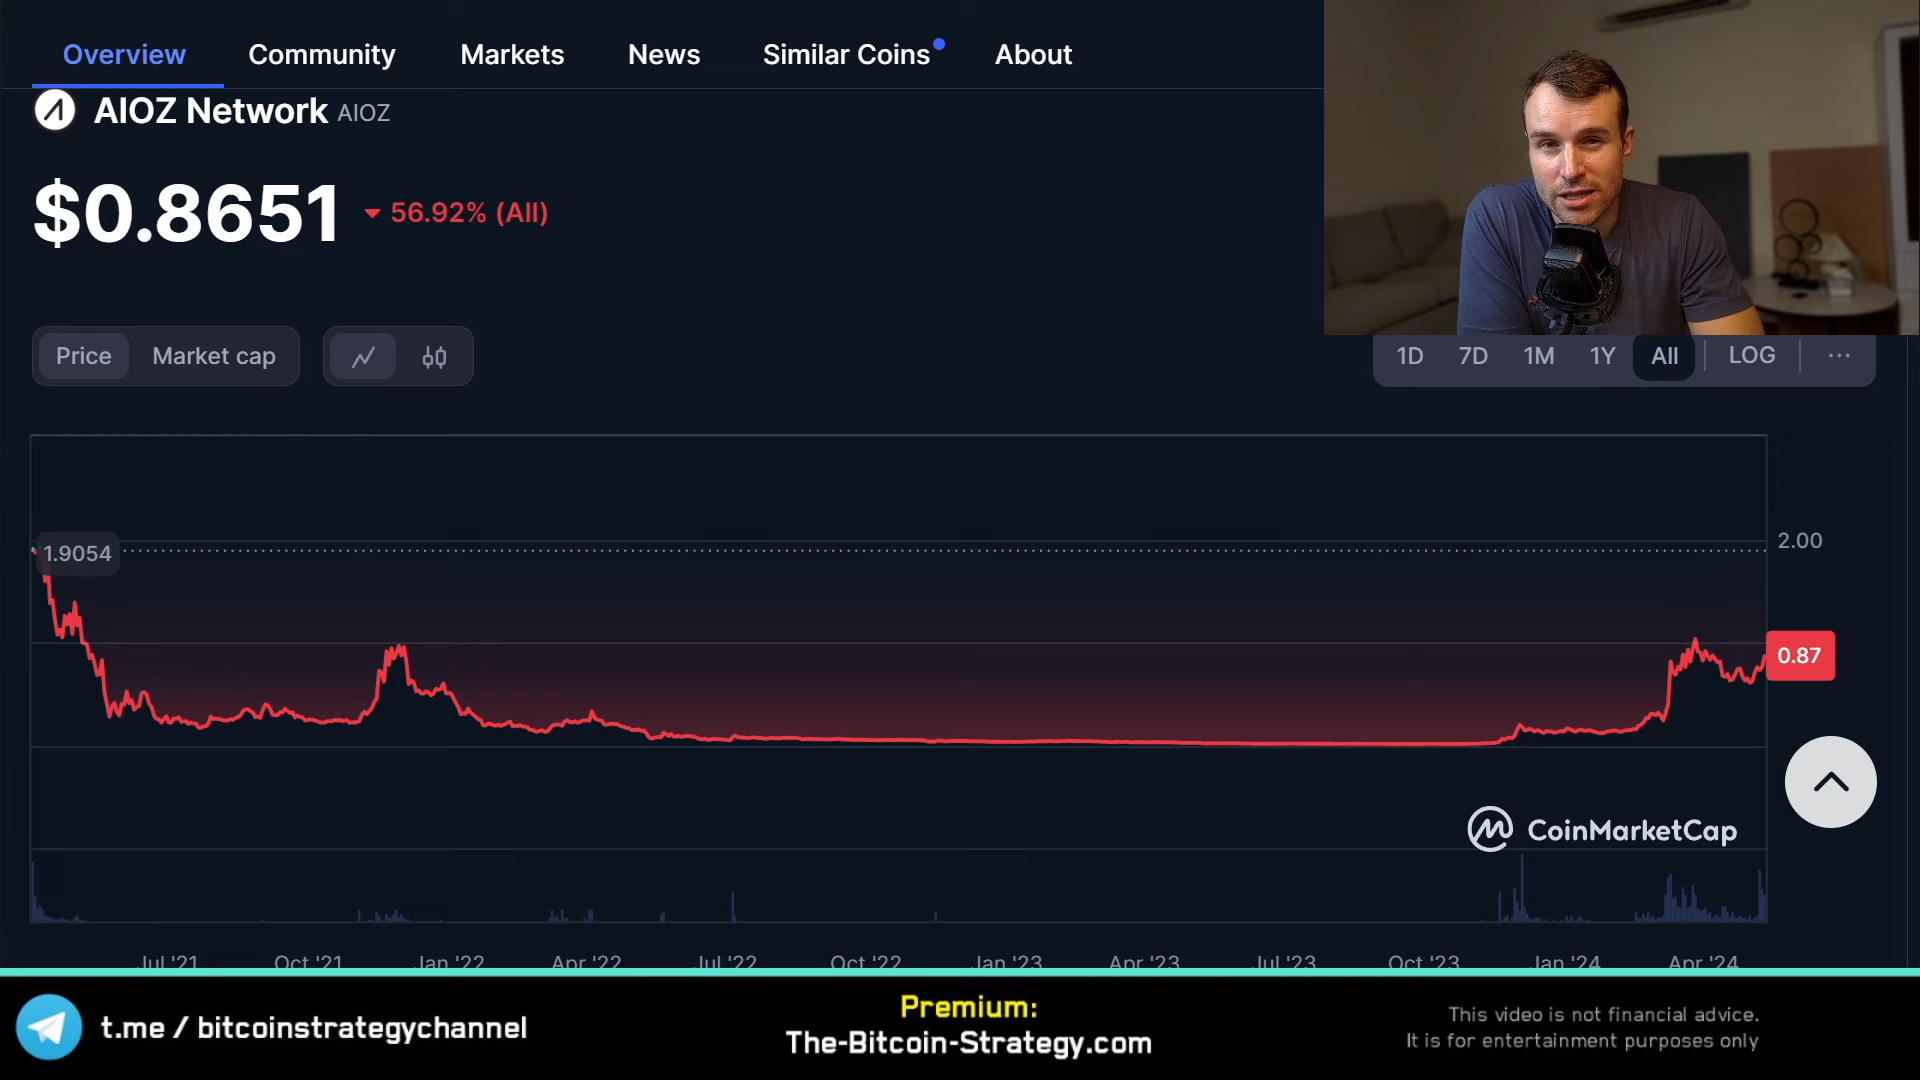 Overview Community Markets News Similar Coins About
AIOZ Network AIOZ
$0.8651 56.92% (All)
Price Market cap
1D 7D 1M 1Y All LOG ...
1.9054
2.00
0.87
CoinMarketCap
Jul '21 Oct '21 Jan '22 Apr '22 Jul '22 Oct '22 Jan '23 Apr '23 Jul '23 Oct '23 Jan '24 Apr '24
t.me / bitcoinstrategychannel
Premium:
The-Bitcoin-Strategy.com
This video is not financial advice.
It is for entertainment purposes only